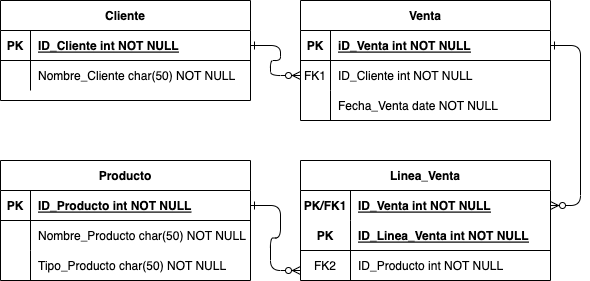 Cliente
PK ID_Cliente int NOT NULL
Nombre_Cliente char(50) NOT NULL
Venta
PK iD_Venta int NOT NULL
FK1 ID_Cliente int NOT NULL
Fecha_Venta date NOT NULL
Producto
PK ID_Producto int NOT NULL
Nombre_Producto char(50) NOT NULL
Tipo_Producto char(50) NOT NULL
Linea_Venta
PK/FK1 ID_Venta int NOT NULL
PK ID_Linea_Venta int NOT NULL
FK2 ID_Producto int NOT NULL